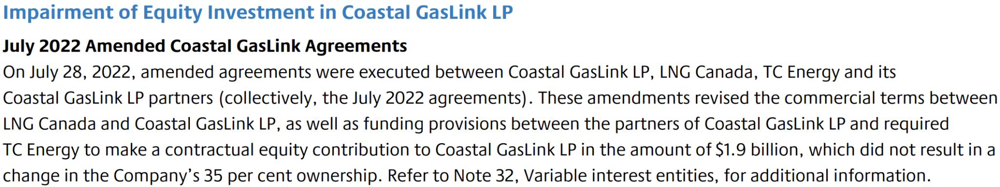 Impairment of Equity Investment in Coastal GasLink LP
July 2022 Amended Coastal GasLink Agreements
On July 28, 2022, amended agreements were executed between Coastal GasLink LP, LNG Canada, TC Energy and its
Coastal GasLink LP partners (collectively, the July 2022 agreements). These amendments revised the commercial terms between
LNG Canada and Coastal GasLink LP, as well as funding provisions between the partners of Coastal GasLink LP and required
TC Energy to make a contractual equity contribution to Coastal GasLink LP in the amount of $1.9 billion, which did not result in a
change in the Company’s 35 per cent ownership. Refer to Note 32, Variable interest entities, for additional information.